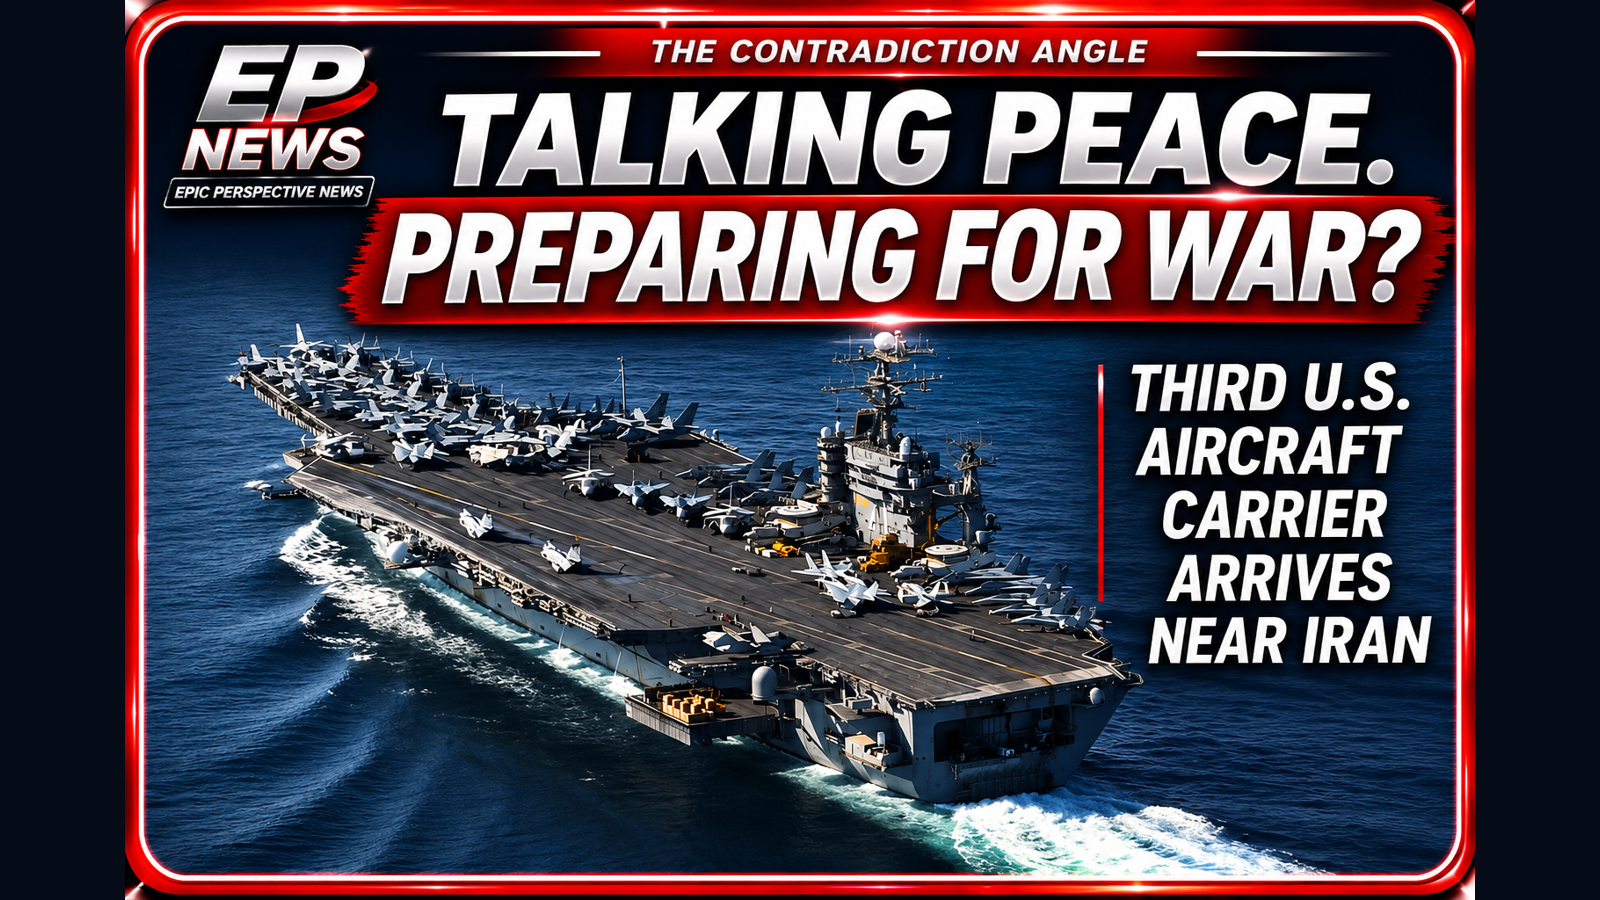 THE CONTRADICTION ANGLE
EP
NEWS
EPIC PERSPECTIVE NEWS
TALKING PEACE.
PREPARING FOR WAR?
THIRD U.S.
AIRCRAFT
CARRIER
ARRIVES
NEAR IRAN